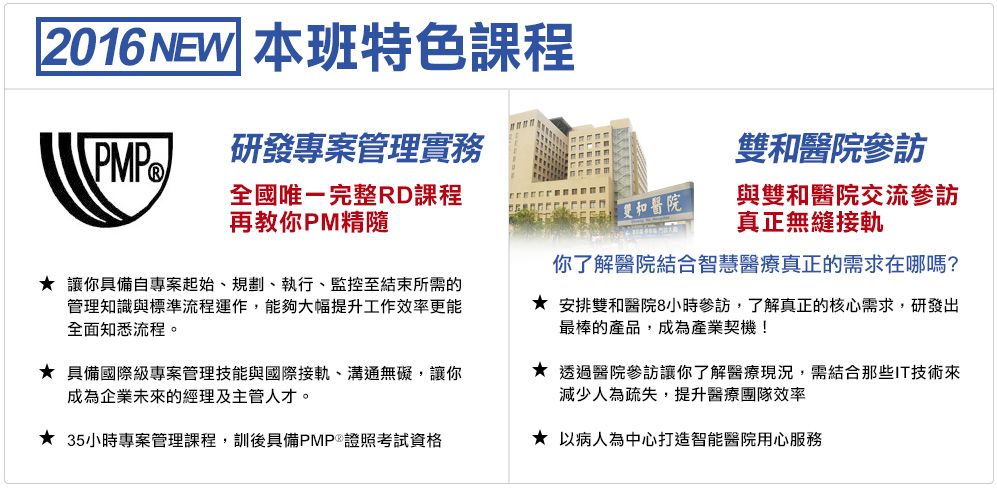 2016 NEW 本班特色課程
PMP®
研發專案管理實務
全國唯一完整RD課程
再教你PM精隨
★ 讓你具備自專案起始、規劃、執行、監控至結束所需的
管理知識與標準流程運作，能夠大幅提升工作效率更能
全面知悉流程。
★ 具備國際級專案管理技能與國際接軌、溝通無礙，讓你
成為企業未來的經理及主管人才。
★ 35小時專案管理課程，訓後具備PMP®證照考試資格
雙和醫院
雙和醫院參訪
與雙和醫院交流參訪
真正無縫接軌
你了解醫院結合智慧醫療真正的需求在哪嗎?
★ 安排雙和醫院8小時參訪，了解真正的核心需求，研發出
最棒的產品，成為產業契機！
★ 透過醫院參訪讓你了解醫療現況，需結合那些IT技術來
減少人為疏失，提升醫療團隊效率
★ 以病人為中心打造智能醫院用心服務